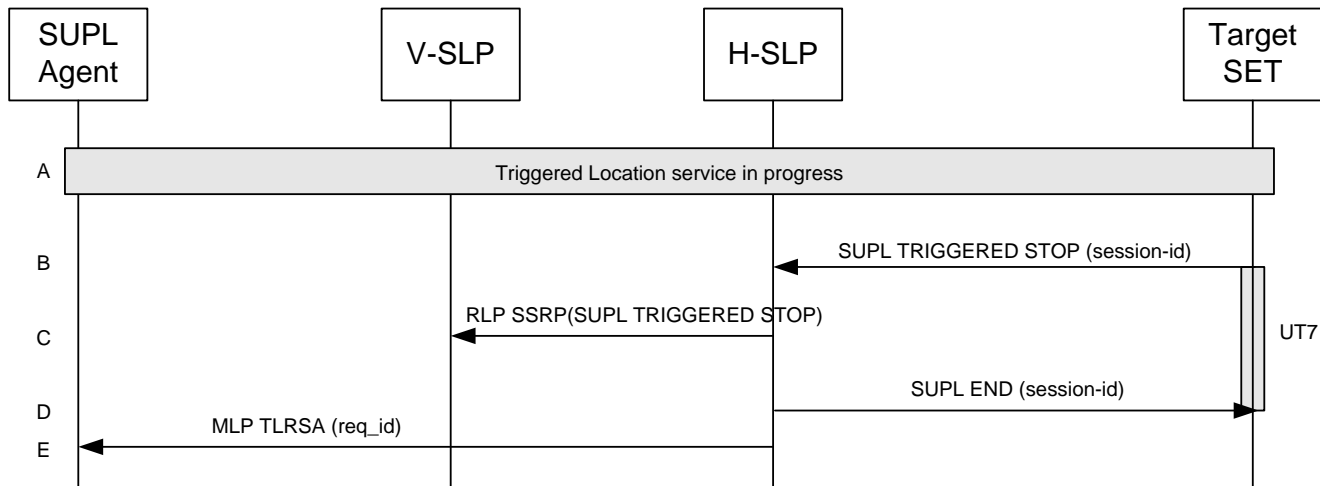 SUPL
Agent
V-SLP
H-SLP
Target
SET
A
Triggered Location service in progress
B
SUPL TRIGGERED STOP (session-id)
RLP SSRP(SUPL TRIGGERED STOP)
C
UT7
SUPL END (session-id)
D
MLP TLRSA (req_id)
E